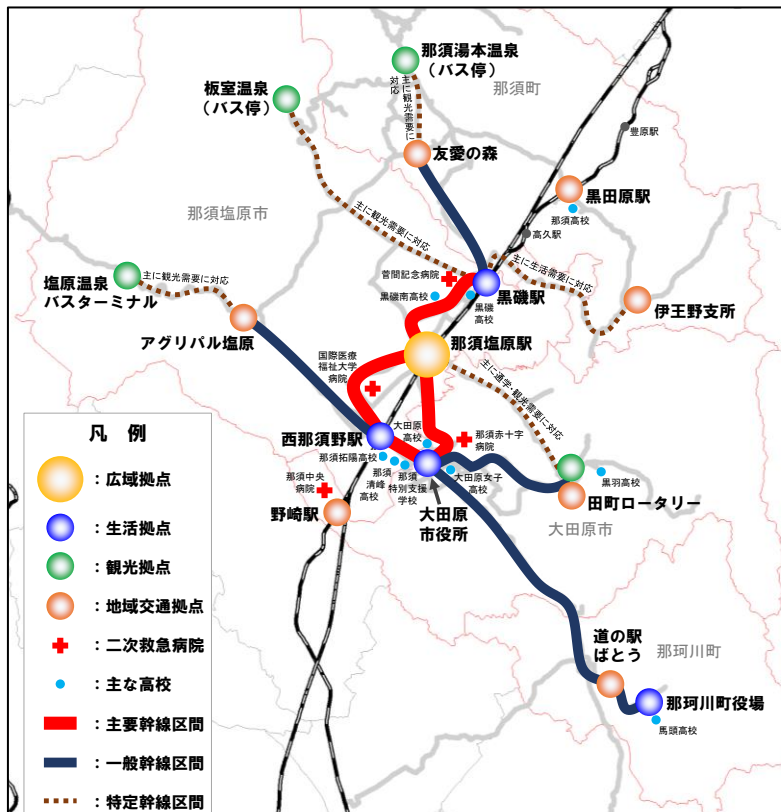 那須湯本温泉
（バス停）
那須町
板室温泉
（バス停）
主に観光需要に
対応
豊原駅
友愛の森
黒田原駅
那須高校
那須塩原市
高久駅
主に観光需要に対応
主に生活需要に対応
塩原温泉
バスターミナル
主に観光需要に対応
菅間記念病院
黒磯南高校
黒磯
高校
黒磯駅
伊王野支所
アグリパル塩原
那須塩原駅
国際医療
福祉大学
病院
主に通学・観光需要に対応
西那須野駅
大田原
高校
那須赤十字
病院
那須拓陽高校
那須
清峰
高校
那須
特別支援
学校
大田原女子
高校
黒羽高校
田町ロータリー
那須中央
病院
野崎駅
大田原
市役所
大田原市
道の駅
ばとう
那珂川町
那珂川町役場
馬頭高校
凡 例
：広域拠点
：生活拠点
：観光拠点
：地域交通拠点
：二次救急病院
：主な高校
：主要幹線区間
：一般幹線区間
：特定幹線区間